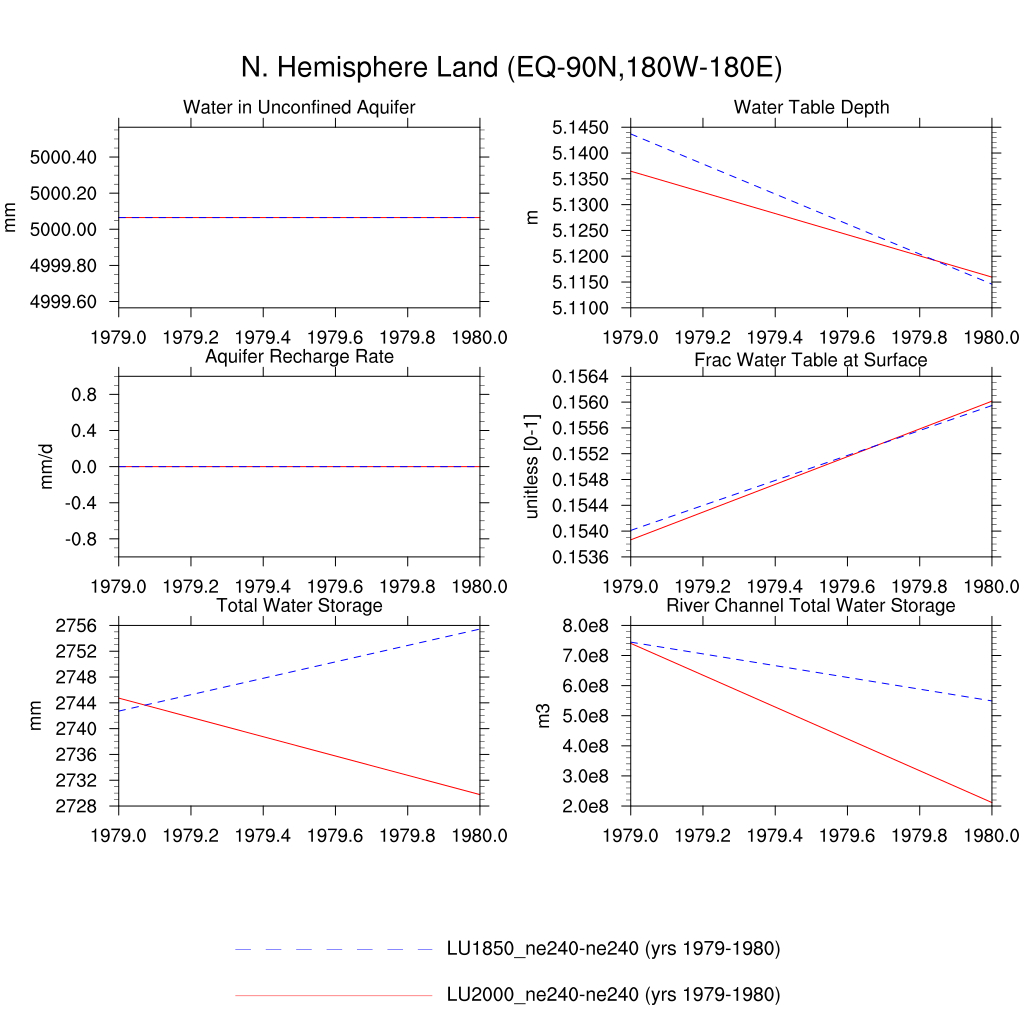 N. Hemisphere Land (EQ-90N,180W-180E)
Water in Unconfined Aquifer
mm
5000.40
5000.20
5000.00
4999.80
4999.60
1979.0 1979.2 1979.4 1979.6 1979.8 1980.0
Water Table Depth
m
5.1450
5.1400
5.1350
5.1300
5.1250
5.1200
5.1150
5.1100
1979.0 1979.2 1979.4 1979.6 1979.8 1980.0
Aquifer Recharge Rate
mm/d
0.8
0.4
0.0
-0.4
-0.8
1979.0 1979.2 1979.4 1979.6 1979.8 1980.0
Frac Water Table at Surface
unitless [0-1]
0.1564
0.1560
0.1556
0.1552
0.1548
0.1544
0.1540
0.1536
1979.0 1979.2 1979.4 1979.6 1979.8 1980.0
Total Water Storage
mm
2756
2752
2748
2744
2740
2736
2732
2728
1979.0 1979.2 1979.4 1979.6 1979.8 1980.0
River Channel Total Water Storage
m3
8.0e8
7.0e8
6.0e8
5.0e8
4.0e8
3.0e8
2.0e8
1979.0 1979.2 1979.4 1979.6 1979.8 1980.0
LU1850_ne240-ne240 (yrs 1979-1980)
LU2000_ne240-ne240 (yrs 1979-1980)